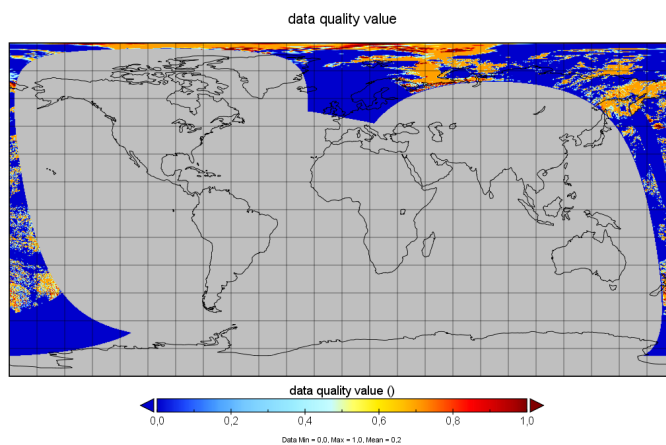 data quality value
data quality value ()
0,0 0,2 0,4 0,6 0,8 1,0
Data Min = 0,0, Max = 1,0, Mean = 0,2